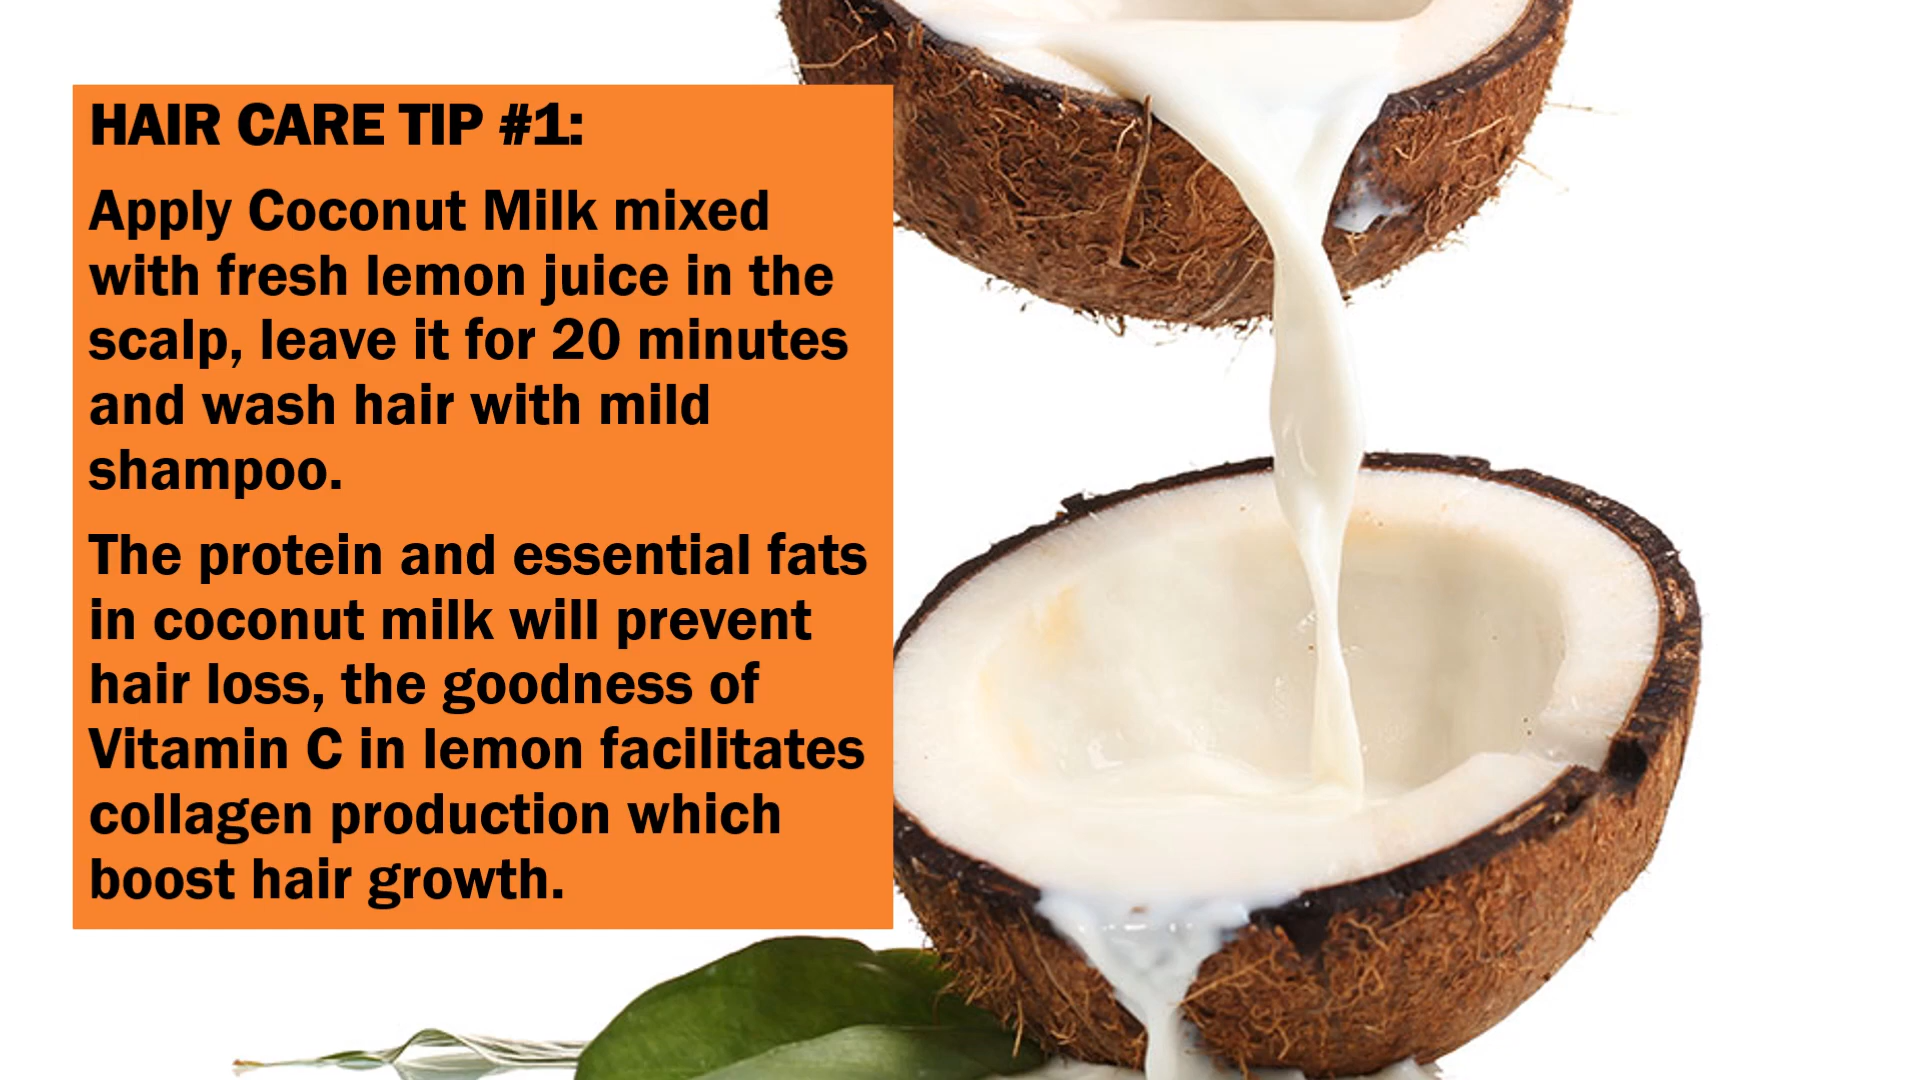 HAIR CARE TIP #1:
Apply Coconut Milk mixed
with fresh lemon juice in the
scalp, leave it for 20 minutes
and wash hair with mild
shampoo.
The protein and essential fats
in coconut milk will prevent
hair loss, the goodness of
Vitamin C in lemon facilitates
collagen production which
boost hair growth.